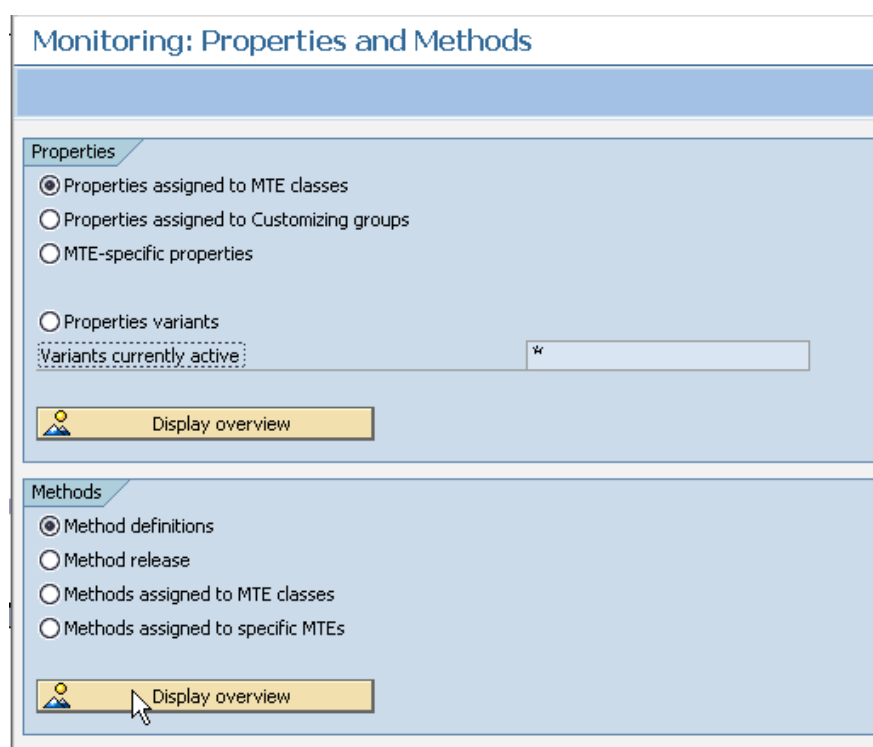 Monitoring: Properties and Methods
Properties
Properties assigned to MTE classes
Properties assigned to Customizing groups
MTE-specific properties
Properties variants
Variants currently active *
Display overview
Methods
Method definitions
Method release
Methods assigned to MTE classes
Methods assigned to specific MTEs
Display overview